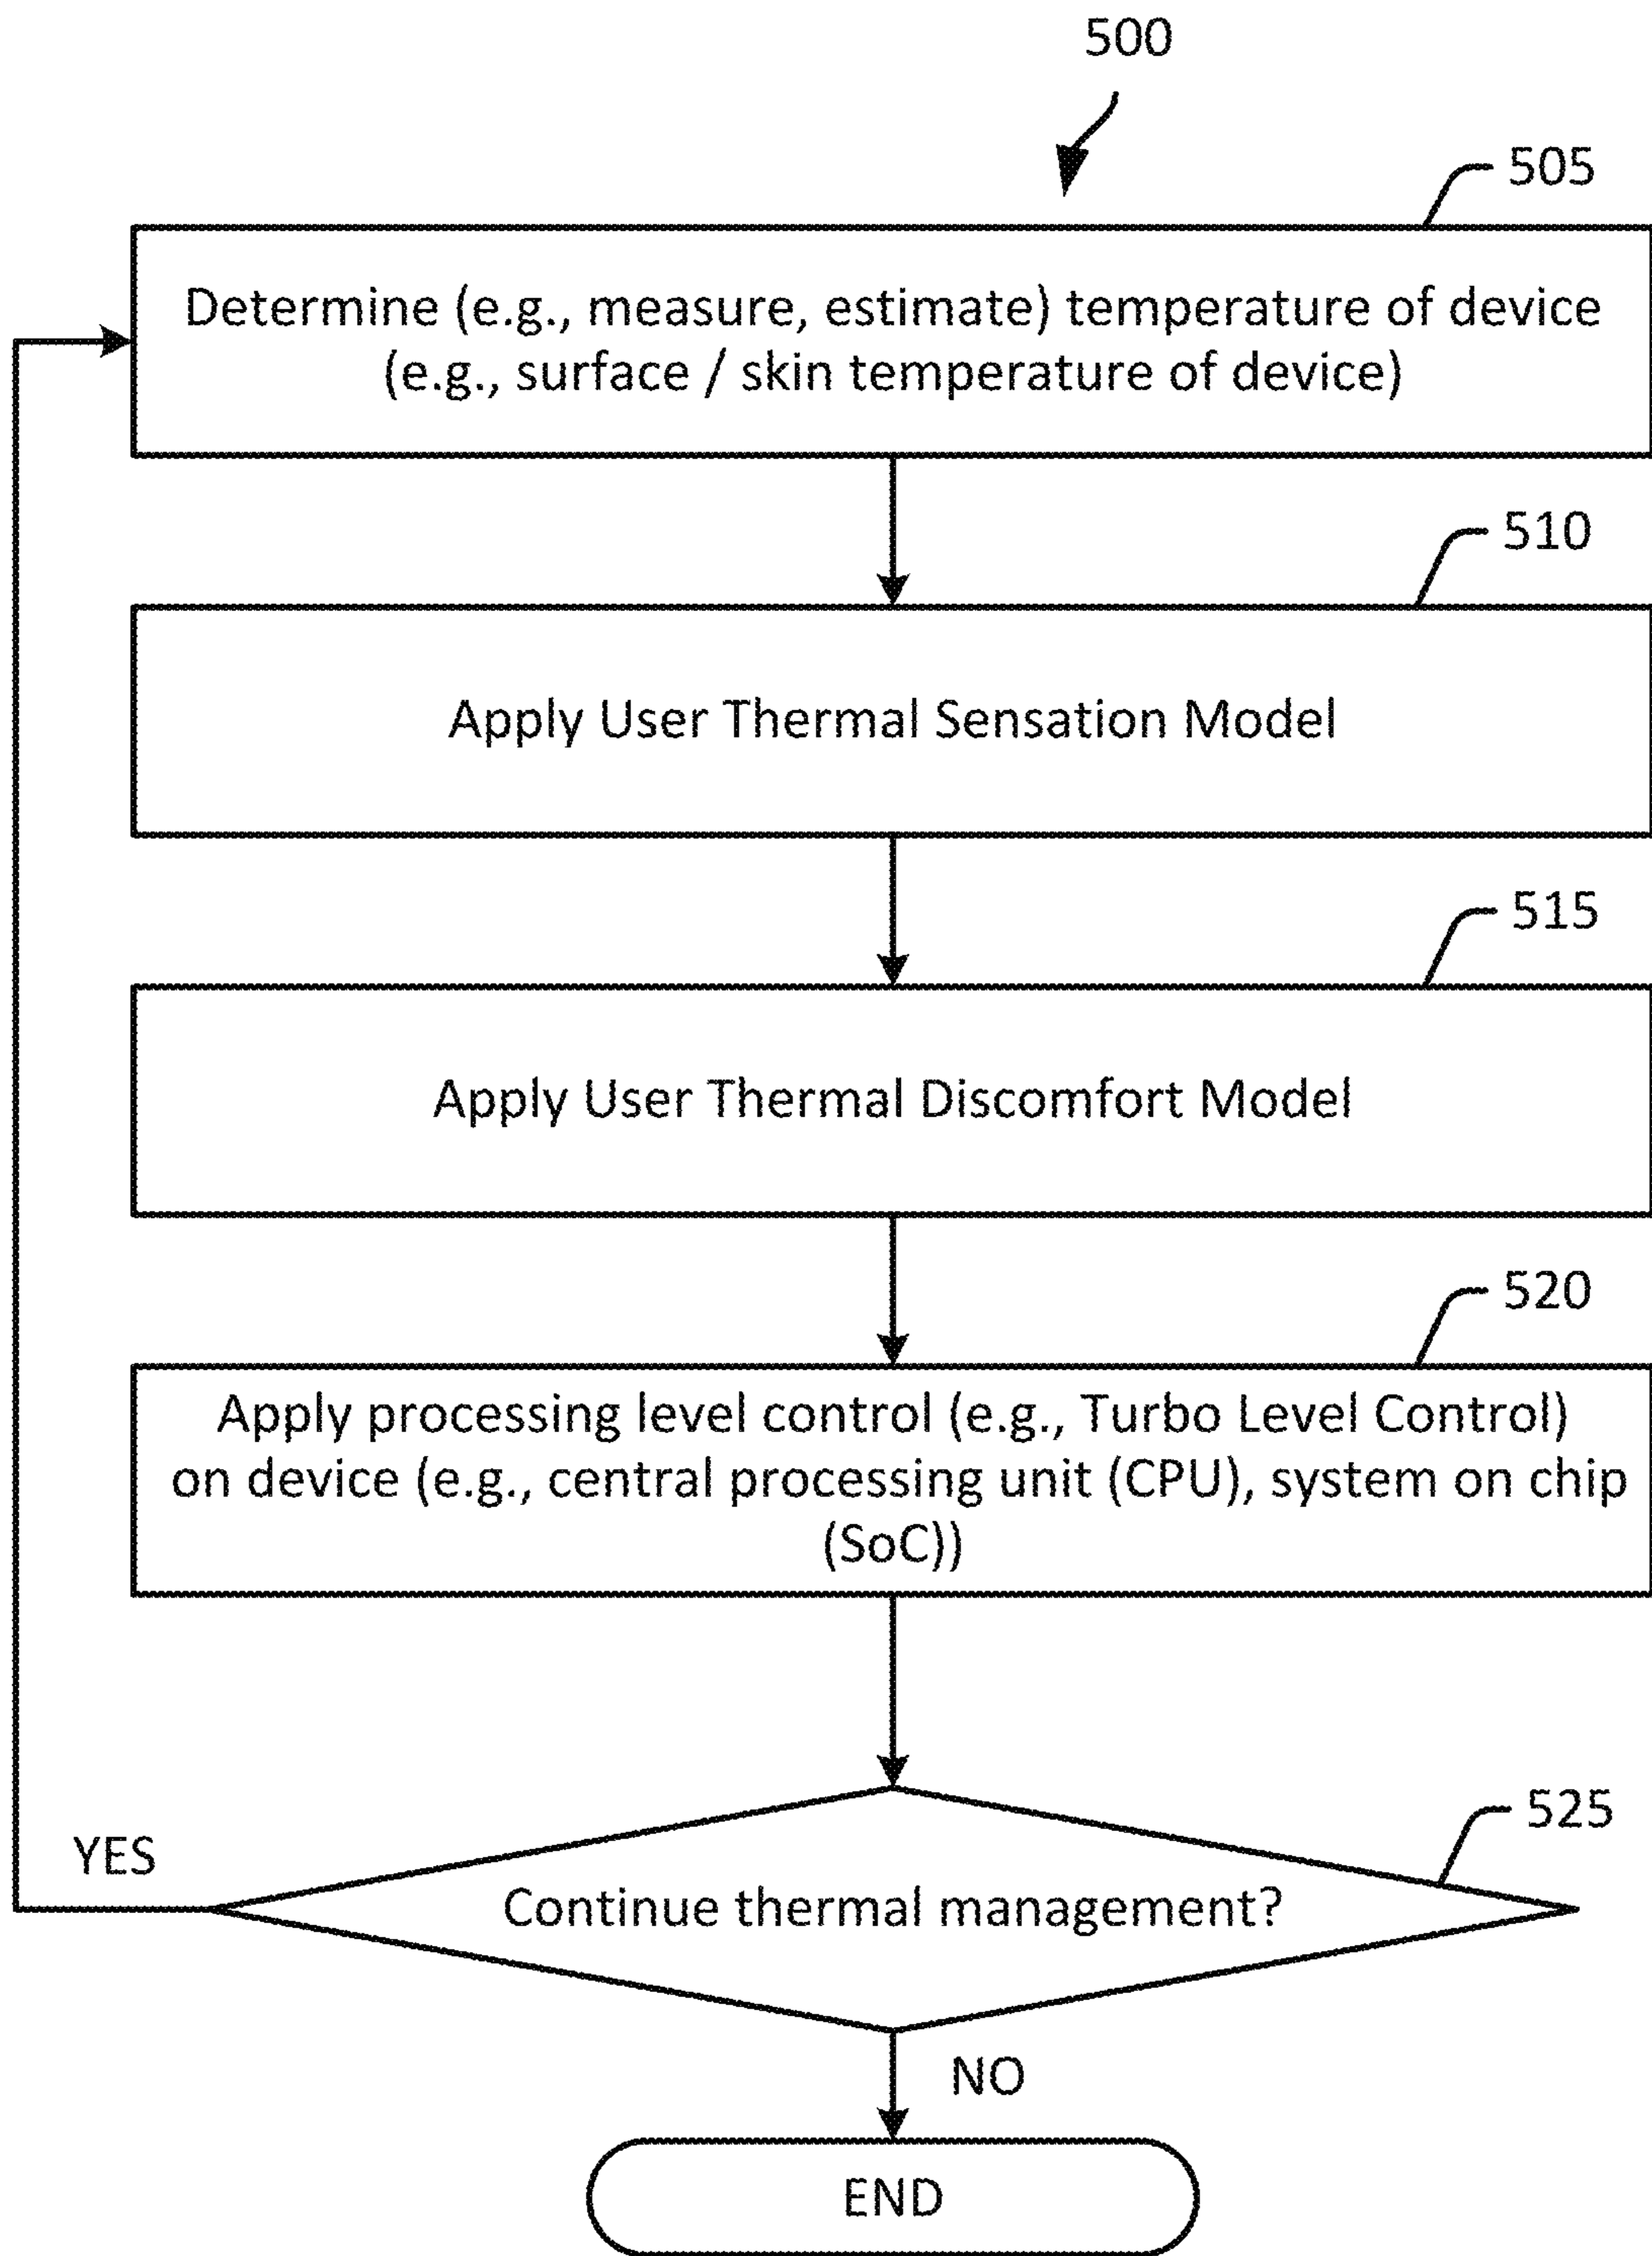 500
505
Determine (e.g., measure, estimate) temperature of device
(e.g., surface / skin temperature of device)
510
Apply User Thermal Sensation Model
515
Apply User Thermal Discomfort Model
520
Apply processing level control (e.g., Turbo Level Control)
on device (e.g., central processing unit (CPU), system on chip
(SoC))
525
YES
Continue thermal management?
NO
END